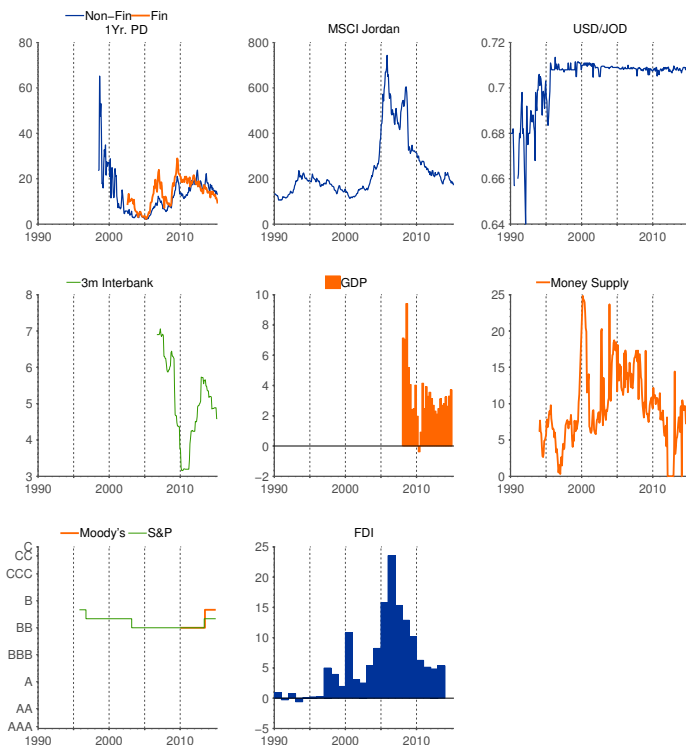 Non−Fin Fin
1Yr. PD
80
60
40
20
0
1990 2000 2010
MSCI Jordan
800
600
400
200
0
1990 2000 2010
USD/JOD
0.72
0.7
0.68
0.66
0.64
1990 2000 2010
3m Interbank
8
7
6
5
4
3
1990 2000 2010
GDP
10
8
6
4
2
0
−2
1990 2000 2010
Money Supply
25
20
15
10
5
0
1990 2000 2010
Moody's S&P
C
CC
CCC
B
BB
BBB
A
AA
AAA
1990 2000 2010
FDI
25
20
15
10
5
0
−5
1990 2000 2010